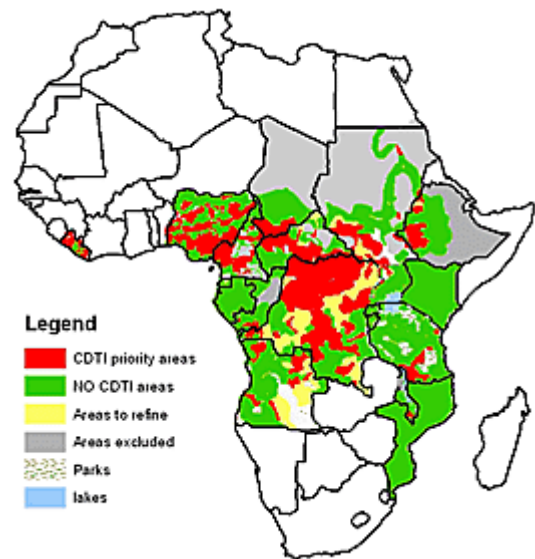 Legend
CDTI priority areas
NO CDTI areas
Areas to refine
Areas excluded
Parks
lakes